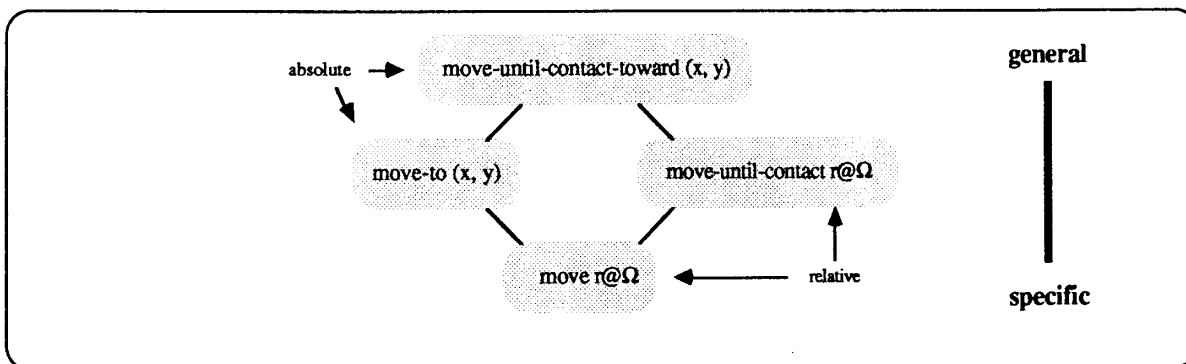 general
move-until-contact-toward (x, y)
absolute
move-to (x, y)
move-until-contact r@Ω
move r@Ω
relative
specific